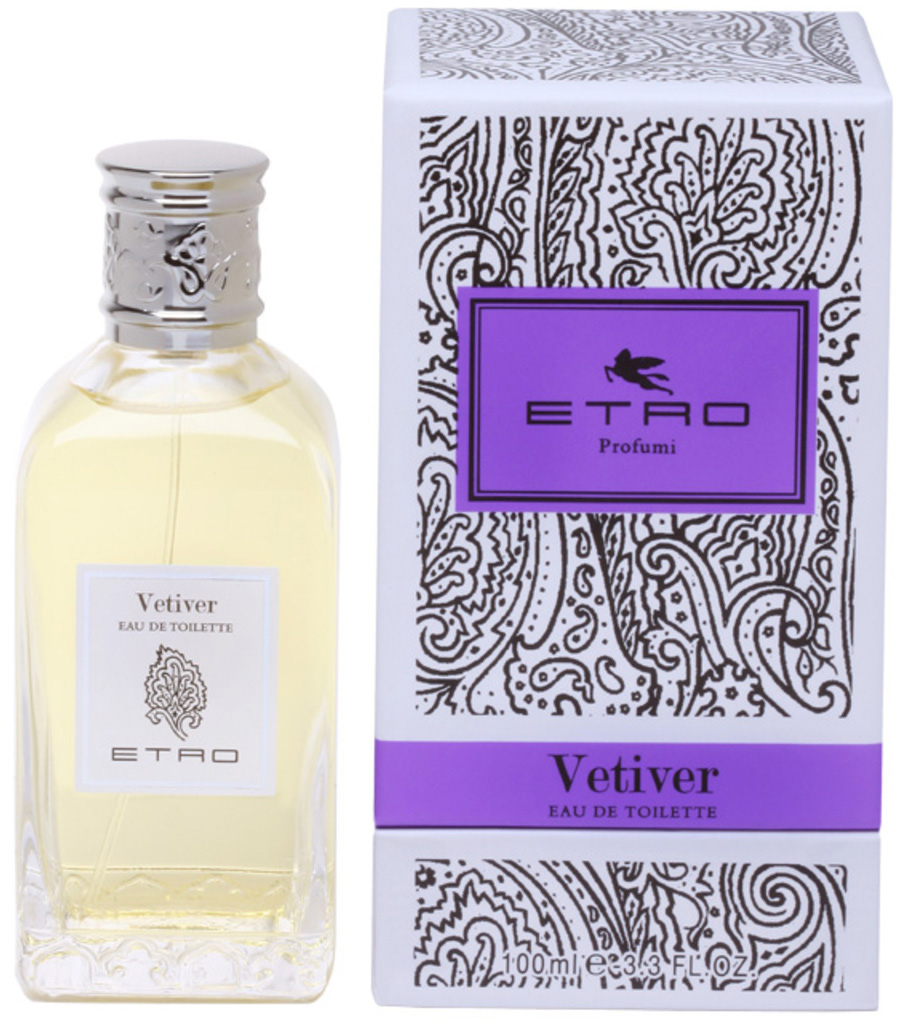 Vetiver
EAU DE TOILETTE
ETRO
ETRO
Profumi
Vetiver
EAU DE TOILETTE
100ml e 3.3 FL.OZ.